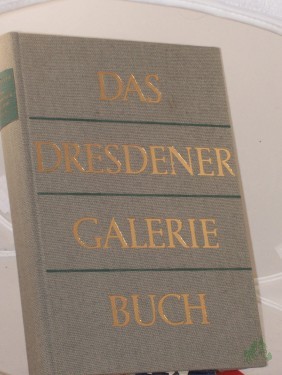 DAS
DRESDENER
GALERIE
BUCH